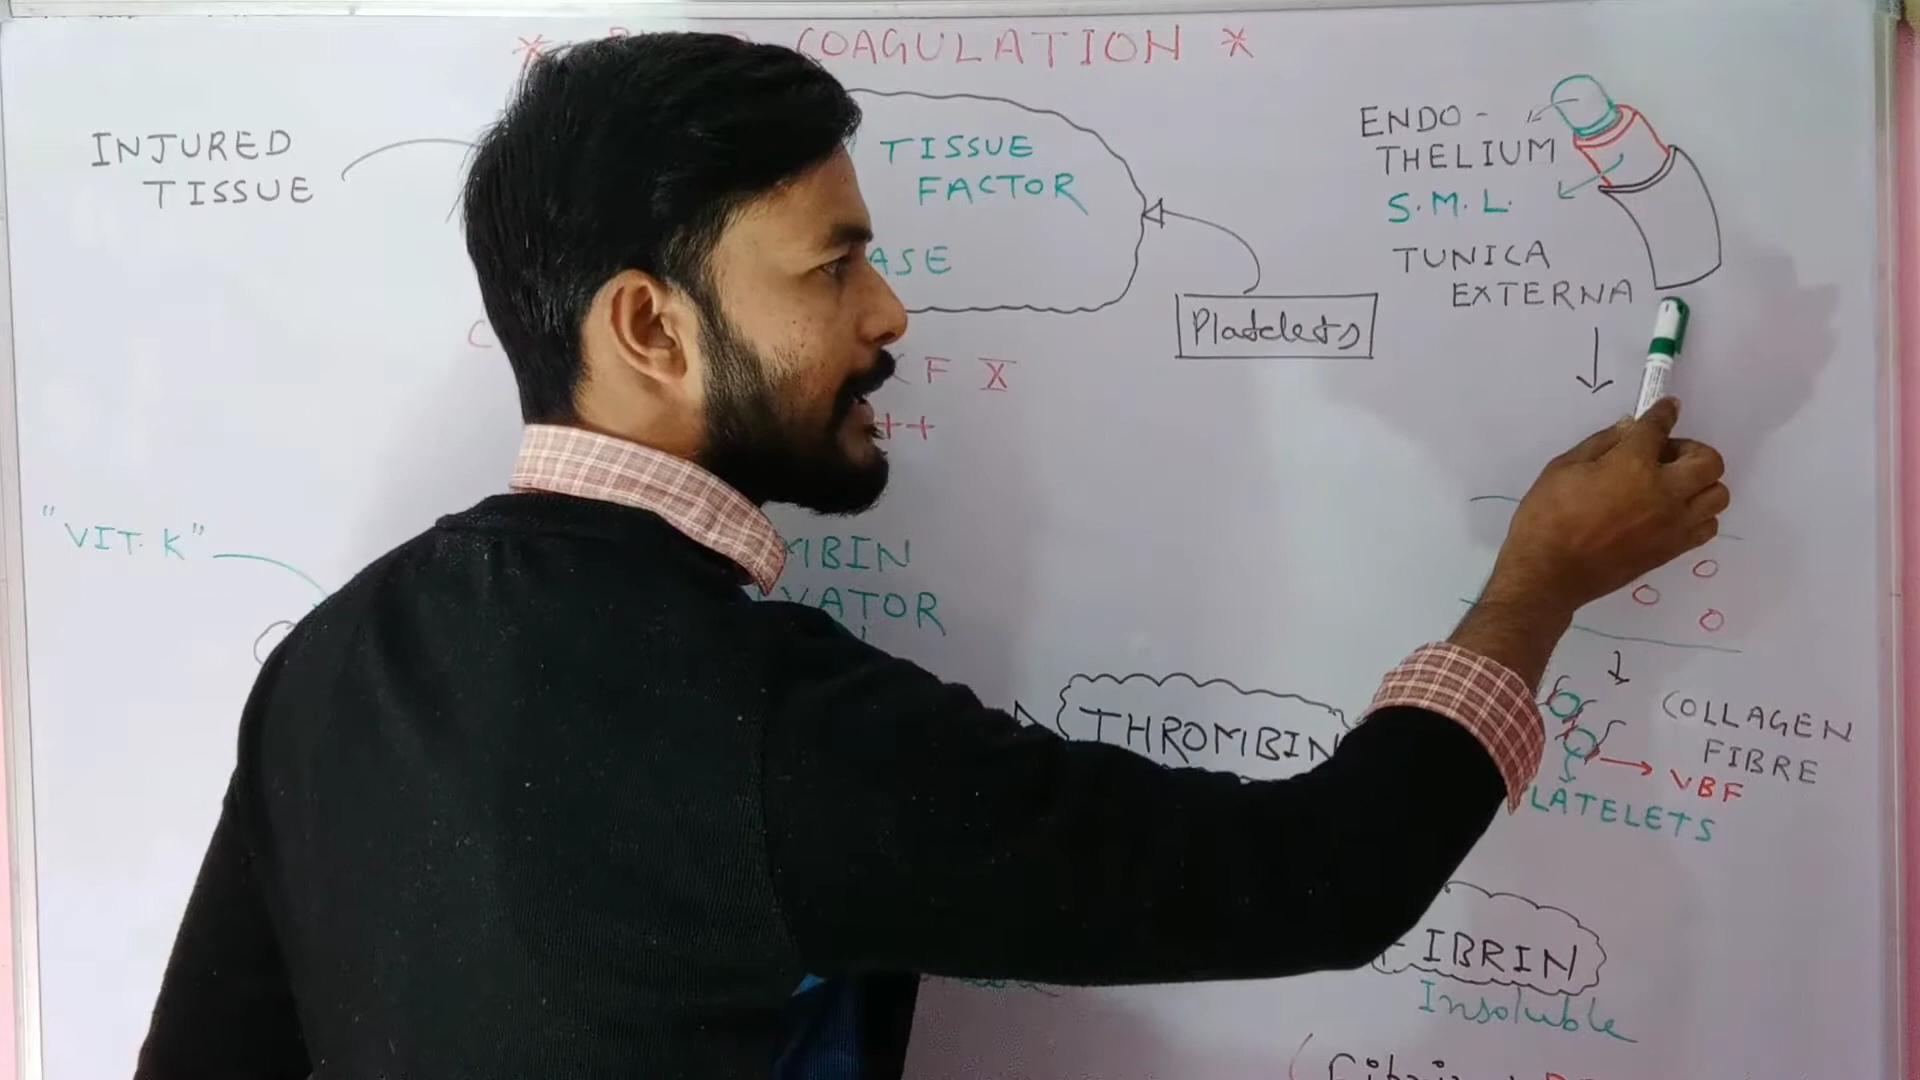 COAGULATION *
INJURED
TISSUE
TISSUE
FACTOR
ASE
Platelets
ENDO-
THELIUM
S.M.L.
TUNICA
EXTERNA
F X
++
"VIT. K"
MBIN
VATOR
THROMBIN
COLLAGEN
FIBRE
VBF
LATELETS
FIBRIN
Insoluble